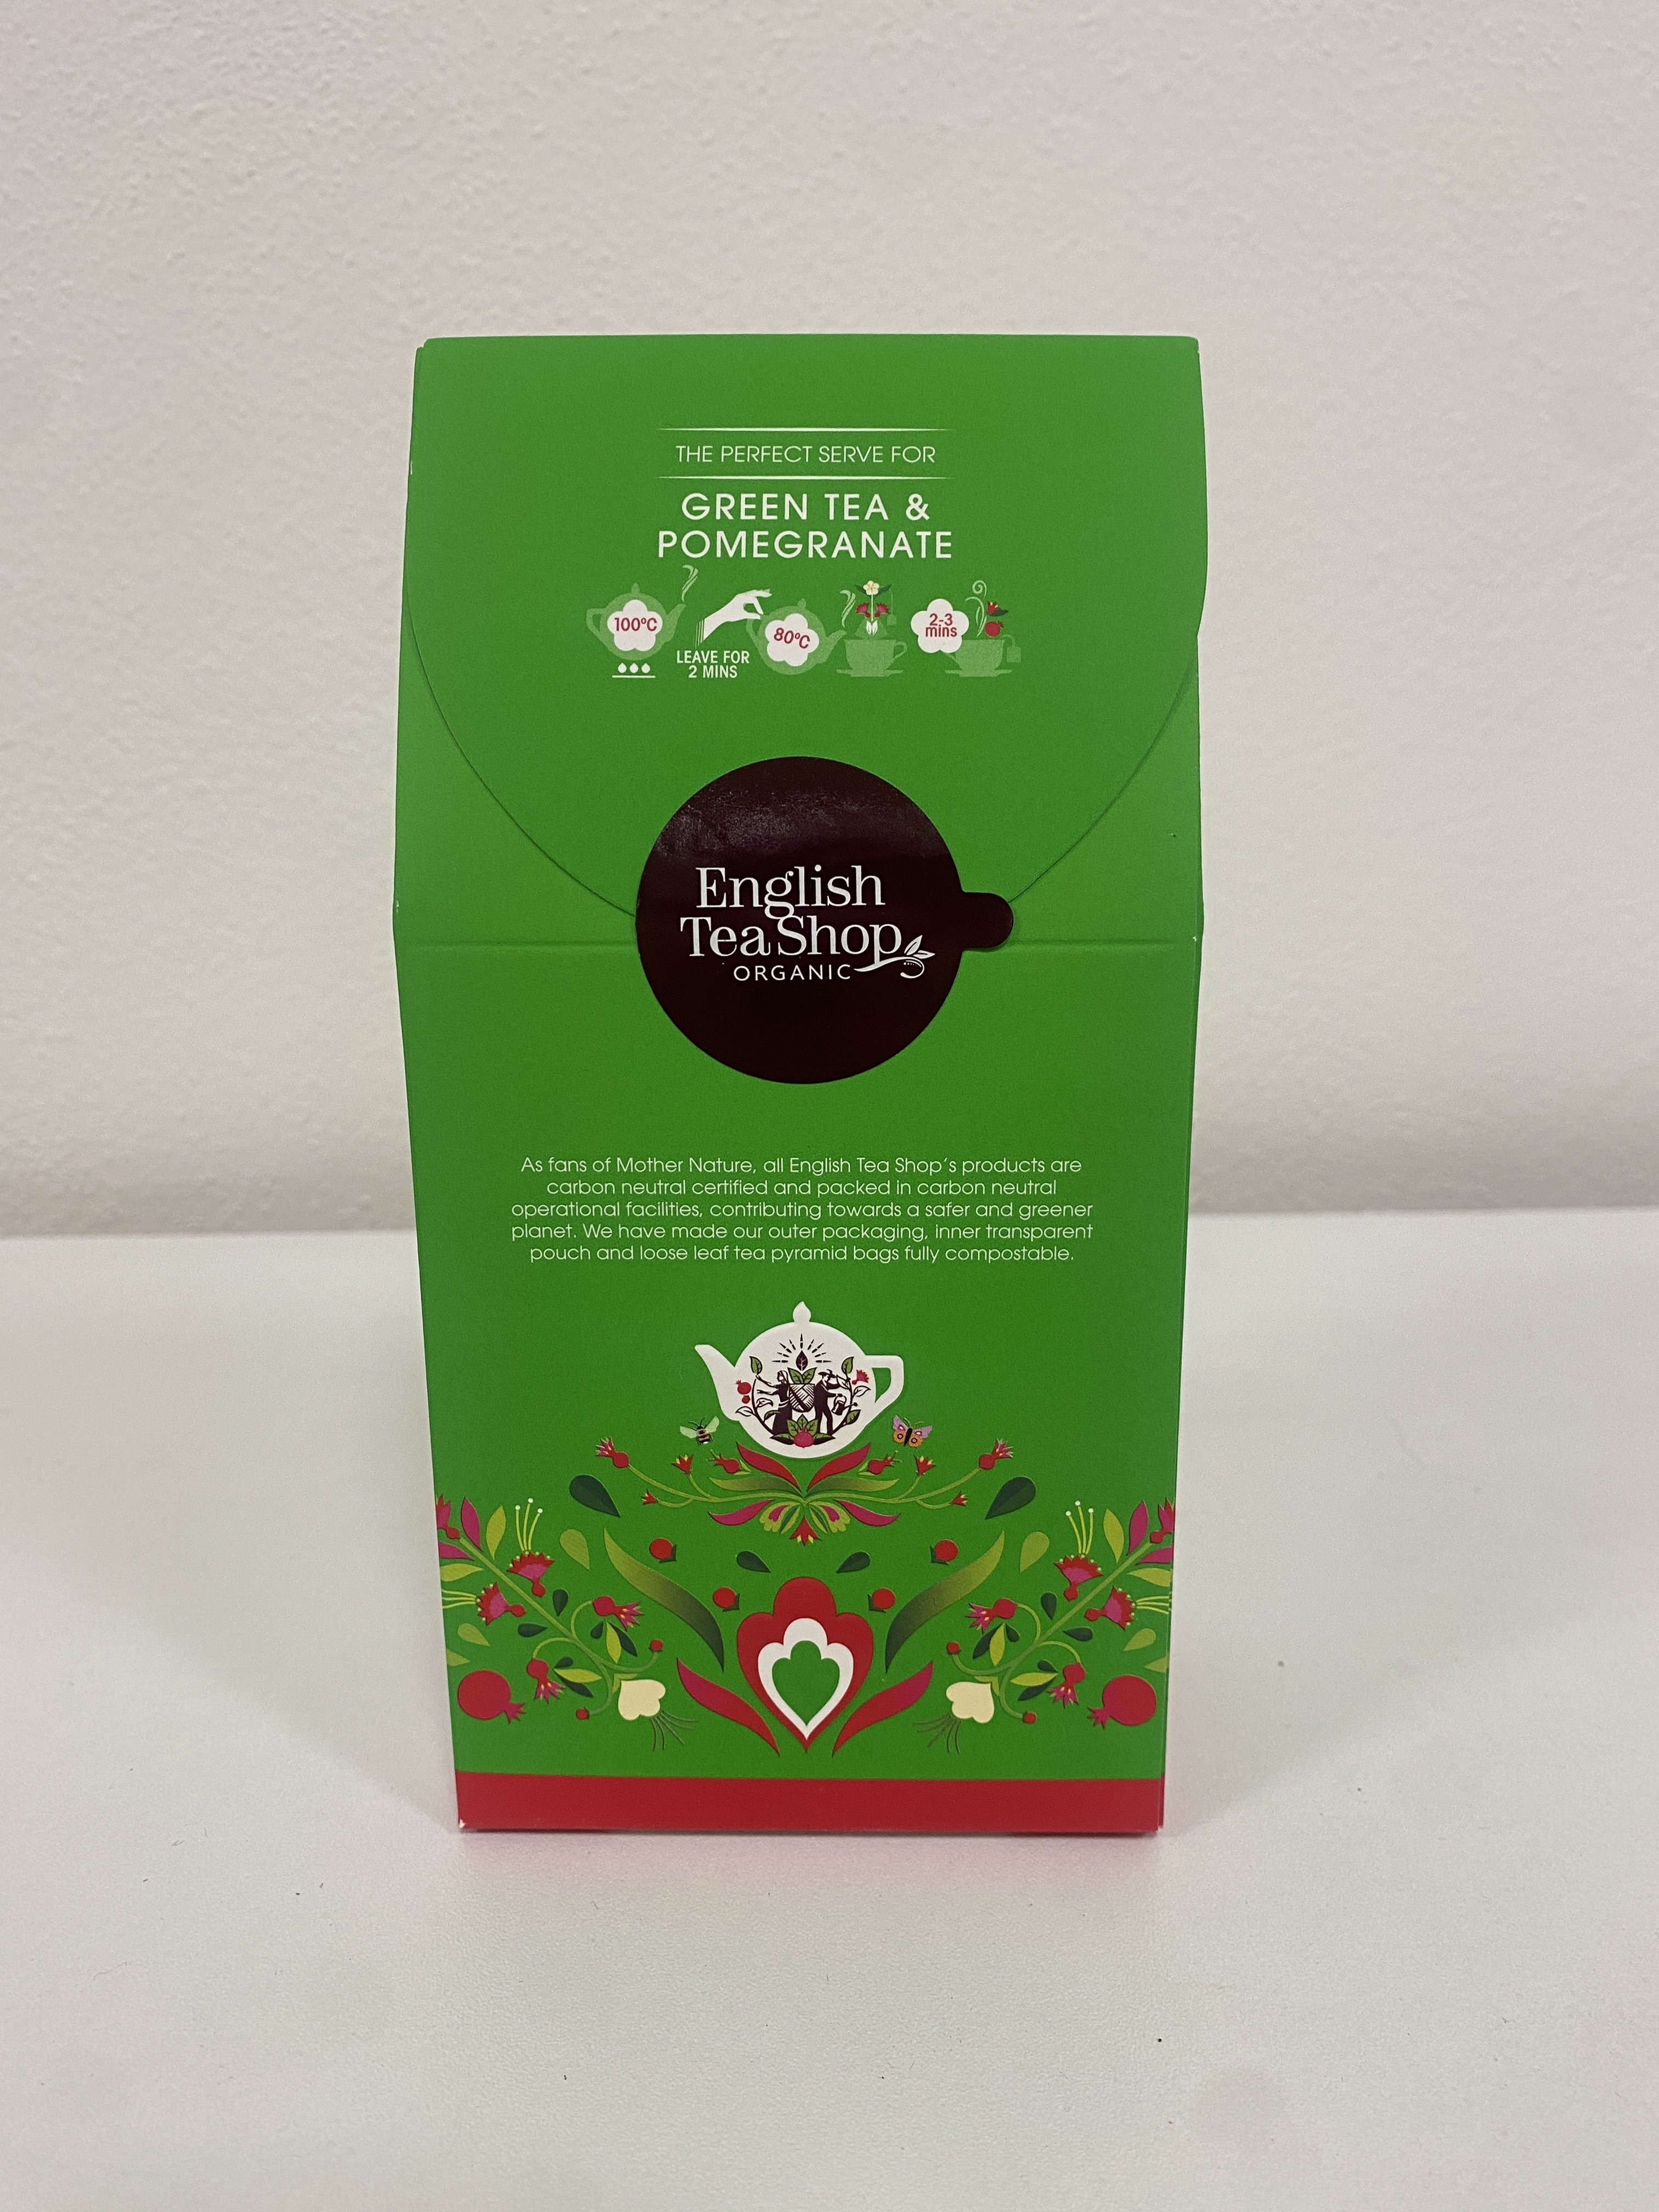 THE PERFECT SERVE FOR
GREEN TEA &
POMEGRANATE
100ºC
LEAVE FOR
2 MINS
80ºC
2-3
mins
English
Tea Shop
ORGANIC
As fans of Mother Nature, all English Tea Shop's products are
carbon neutral certified and packed in carbon neutral
operational facilities, contributing towards a safer and greener
planet. We have made our outer packaging, inner transparent
pouch and loose leaf tea pyramid bags fully compostable.